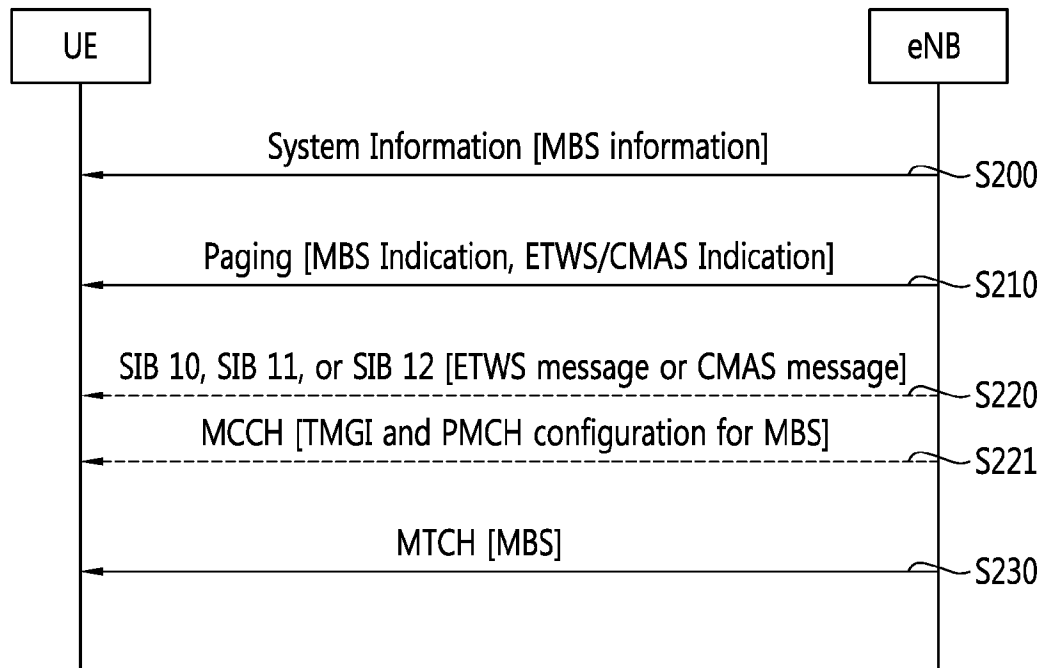 UE
eNB
System Information [MBS information]
S200
Paging [MBS Indication, ETWS/CMAS Indication]
S210
SIB 10, SIB 11, or SIB 12 [ETWS message or CMAS message]
S220
MCCH [TMGI and PMCH configuration for MBS]
S221
MTCH [MBS]
S230